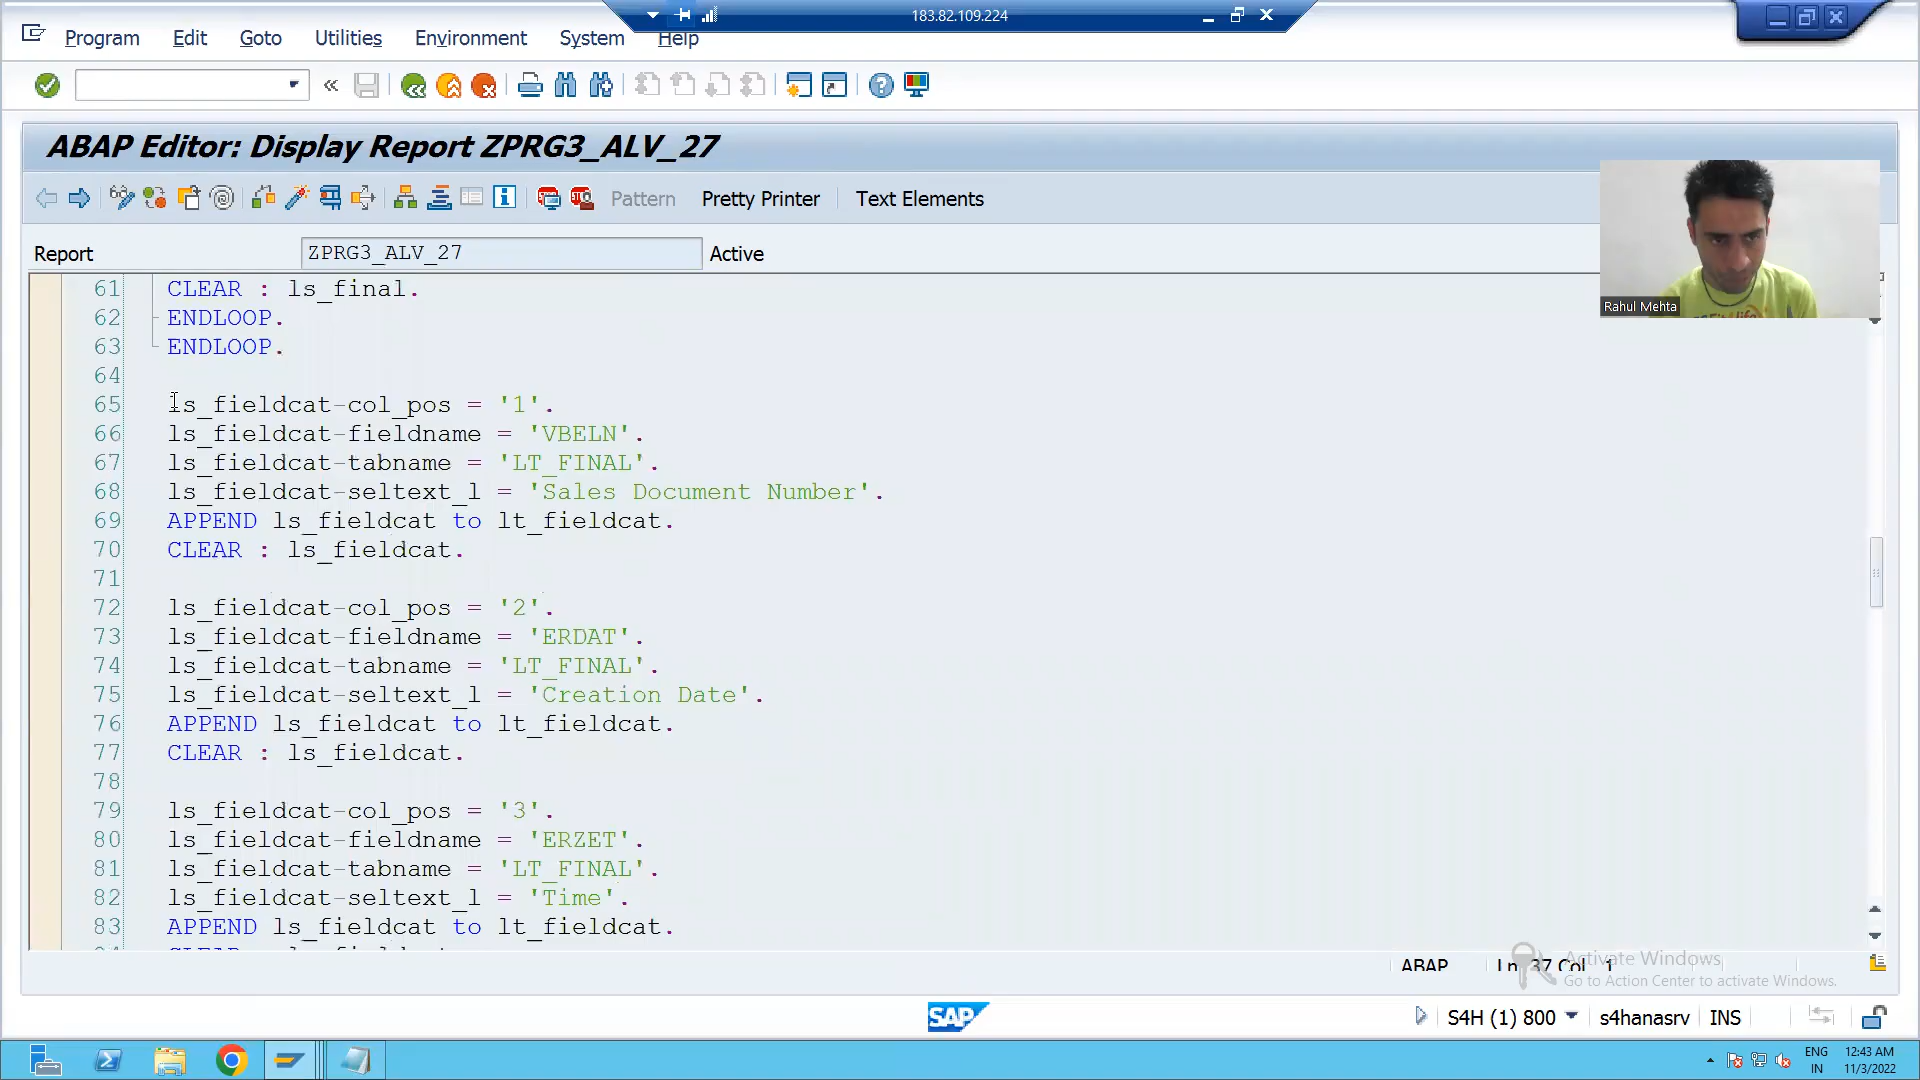 183.82.109.224
Program Edit Goto Utilities Environment System Help
ABAP Editor: Display Report ZPRG3_ALV_27
Pattern Pretty Printer Text Elements
Report ZPRG3_ALV_27 Active
Rahul Mehta
61 CLEAR : ls_final.
62 ENDLOOP.
63 ENDLOOP.
64
65 ls_fieldcat-col_pos = '1'.
66 ls_fieldcat-fieldname = 'VBELN'.
67 ls_fieldcat-tabname = 'LT_FINAL'.
68 ls_fieldcat-seltext_l = 'Sales Document Number'.
69 APPEND ls_fieldcat to lt_fieldcat.
70 CLEAR : ls_fieldcat.
71
72 ls_fieldcat-col_pos = '2'.
73 ls_fieldcat-fieldname = 'ERDAT'.
74 ls_fieldcat-tabname = 'LT_FINAL'.
75 ls_fieldcat-seltext_l = 'Creation Date'.
76 APPEND ls_fieldcat to lt_fieldcat.
77 CLEAR : ls_fieldcat.
78
79 ls_fieldcat-col_pos = '3'.
80 ls_fieldcat-fieldname = 'ERZET'.
81 ls_fieldcat-tabname = 'LT_FINAL'.
82 ls_fieldcat-seltext_l = 'Time'.
83 APPEND ls_fieldcat to lt_fieldcat.
Activate Windows
ABAP Ln 37 Col 1
Go to Action Center to activate Windows.
SAP S4H (1) 800 s4hanasrv INS
ENG 12:43 AM
IN 11/3/2022